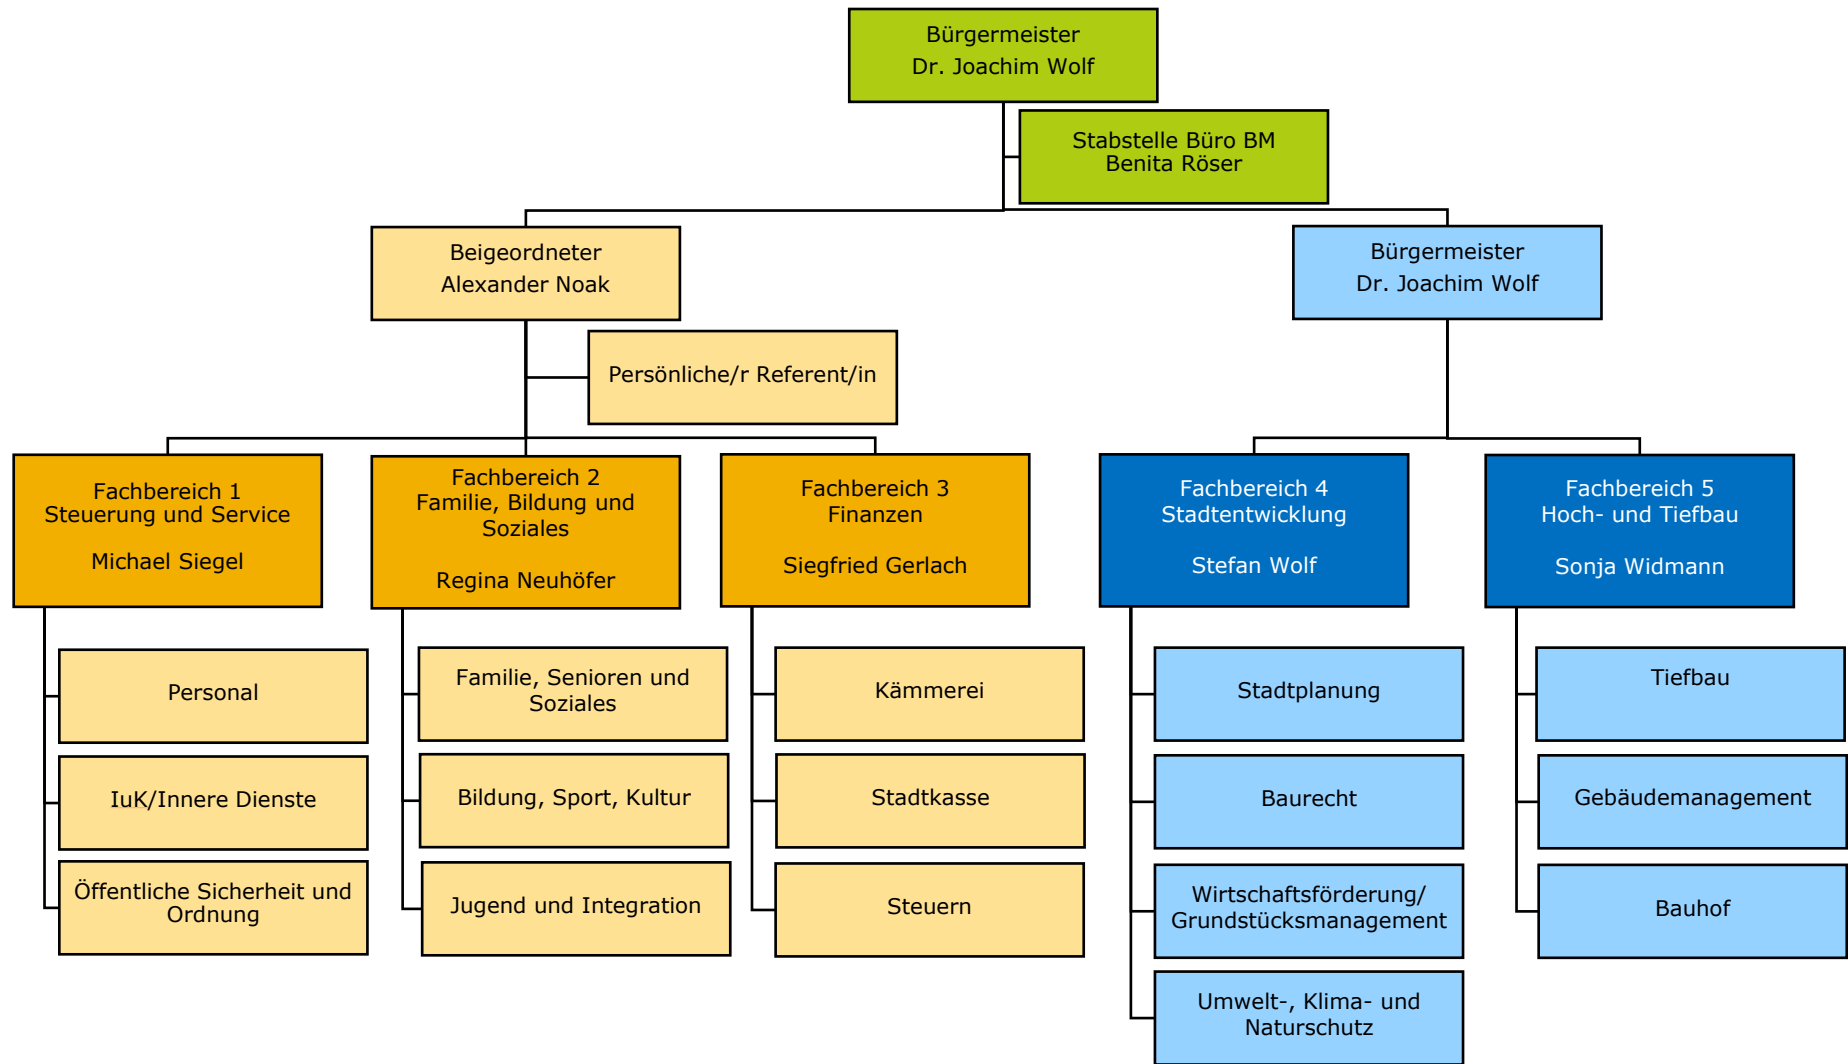 Bürgermeister
Dr. Joachim Wolf
Stabstelle Büro BM
Benita Röser
Beigeordneter
Alexander Noak
Bürgermeister
Dr. Joachim Wolf
Persönliche/r Referent/in
Fachbereich 1
Steuerung und Service
Michael Siegel
Fachbereich 2
Familie, Bildung und
Soziales
Regina Neuhöfer
Fachbereich 3
Finanzen
Siegfried Gerlach
Fachbereich 4
Stadtentwicklung
Stefan Wolf
Fachbereich 5
Hoch- und Tiefbau
Sonja Widmann
Personal
IuK/Innere Dienste
Öffentliche Sicherheit und
Ordnung
Familie, Senioren und
Soziales
Bildung, Sport, Kultur
Jugend und Integration
Kämmerei
Stadtkasse
Steuern
Stadtplanung
Baurecht
Wirtschaftsförderung/
Grundstücksmanagement
Umwelt-, Klima- und
Naturschutz
Tiefbau
Gebäudemanagement
Bauhof